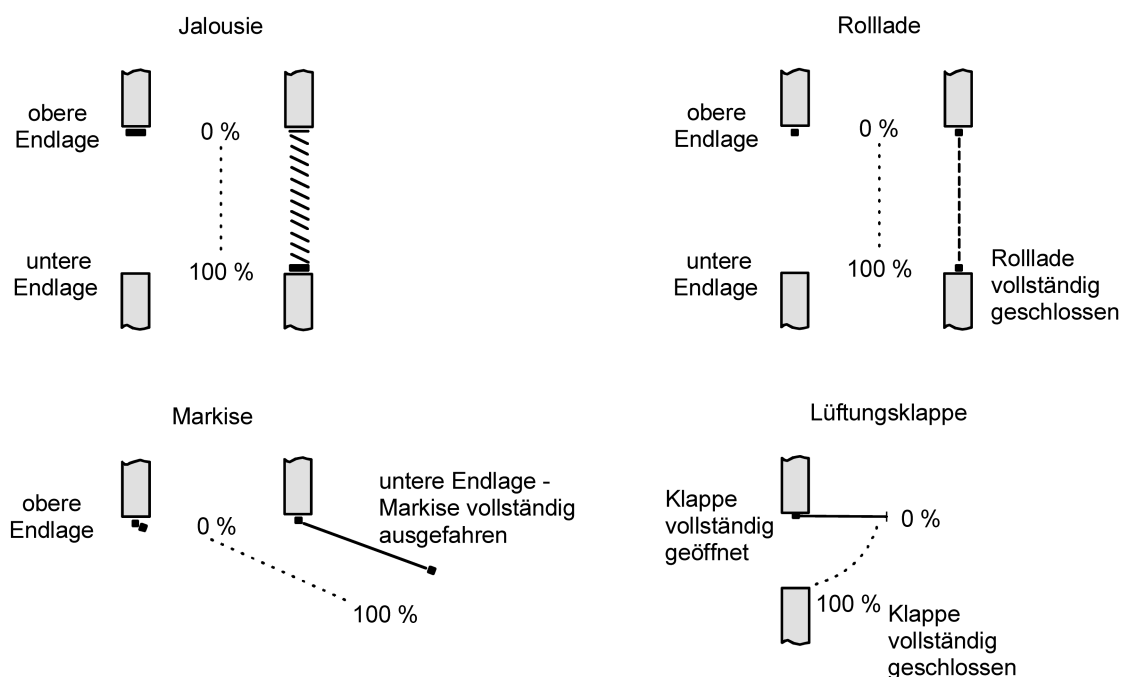 Jalousie
obere
Endlage
0 %
untere
Endlage
100 %
Rolllade
obere
Endlage
0 %
untere
Endlage
100 %
Rolllade
vollständig
geschlossen
Markise
obere
Endlage
0 %
100 %
untere Endlage -
Markise vollständig
ausgefahren
Lüftungsklappe
Klappe
vollständig
geöffnet
0 %
100 %
Klappe
vollständig
geschlossen